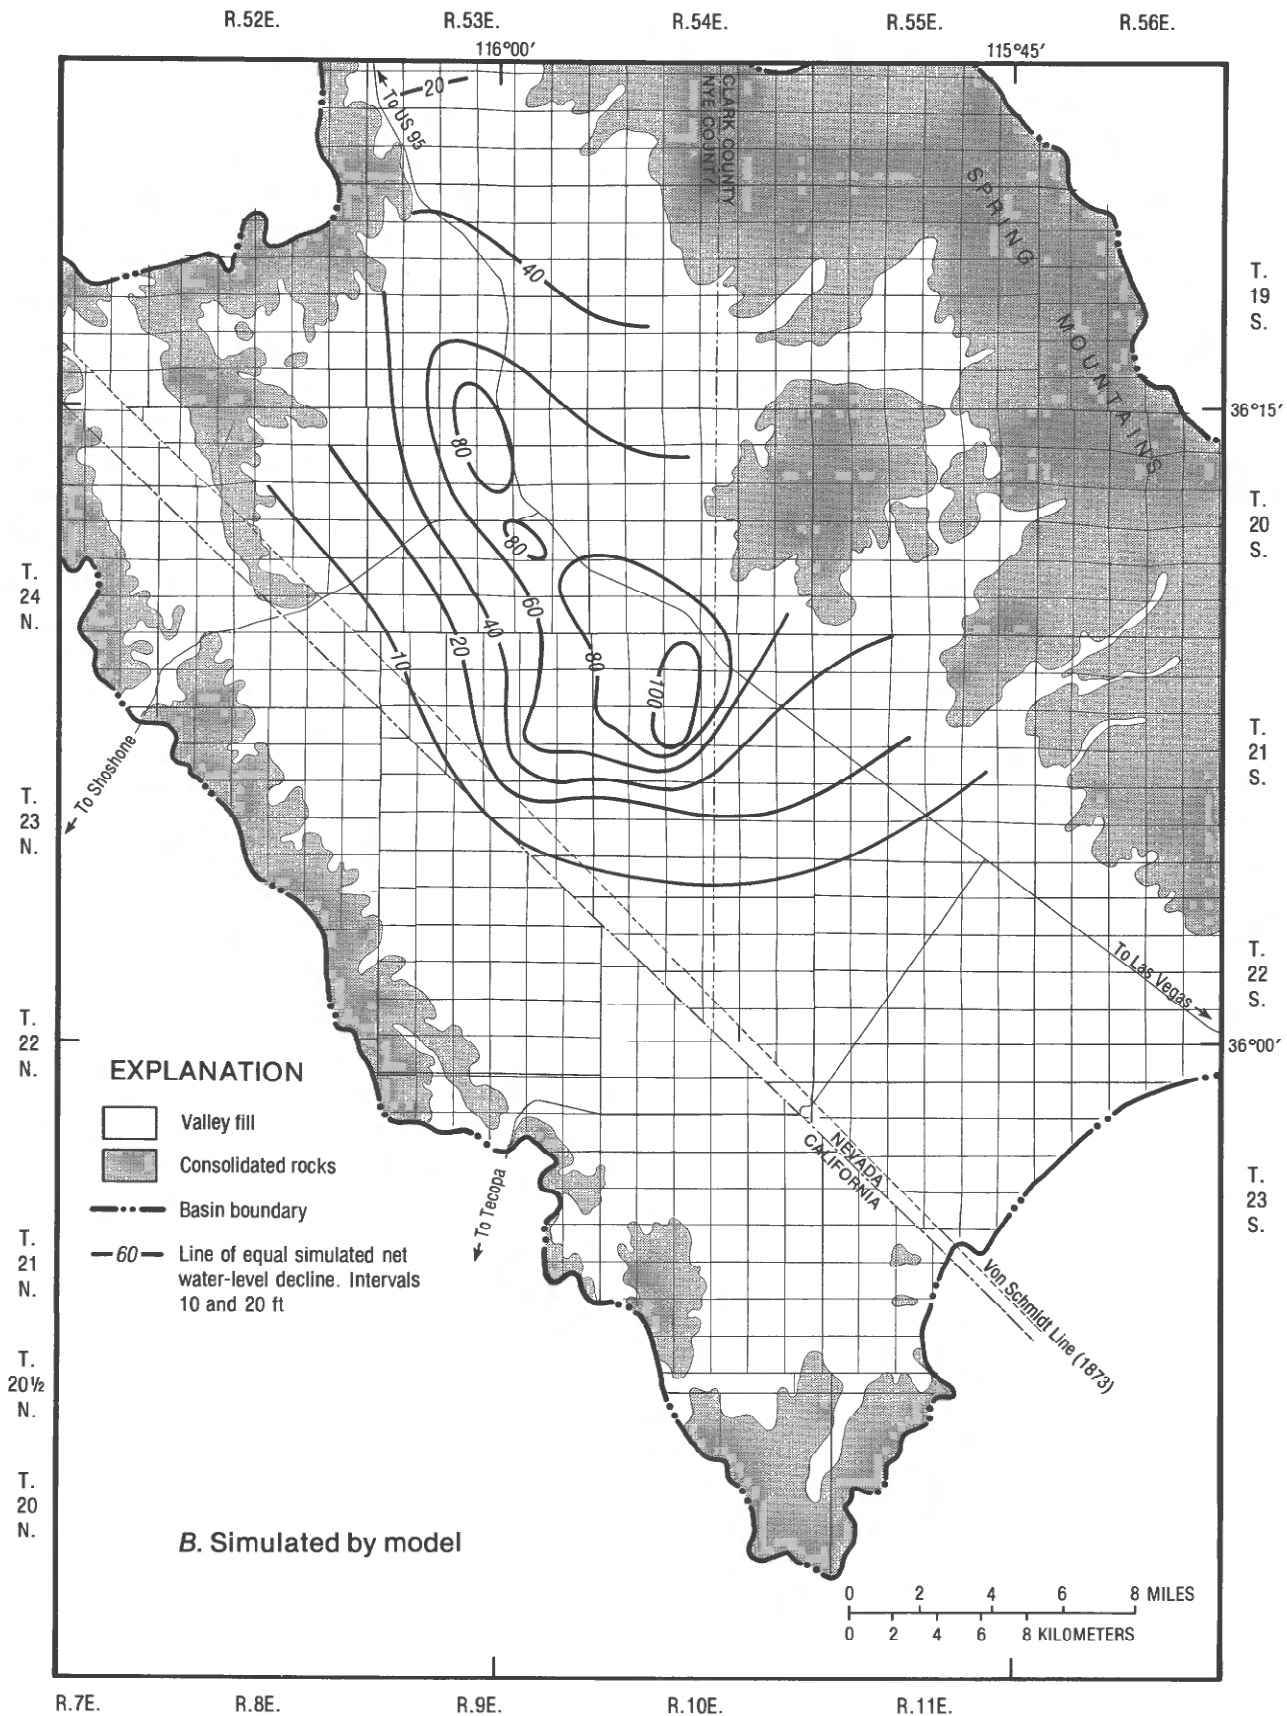 R.52E.
R.53E.
R.54E.
R.55E.
R.56E.
116°00′
115°45′
To US 95
20
CLARK COUNTY
NYE COUNTY
SPRING
MOUNTAINS
40
T.
19
S.
36°15′
80
T.
20
S.
80
T.
24
N.
60
40
20
10
80
100
To Shoshone
T.
21
S.
T.
23
N.
To Las Vegas
T.
22
S.
T.
22
N.
36°00′
EXPLANATION
Valley fill
Consolidated rocks
Basin boundary
60
Line of equal simulated net
water-level decline. Intervals
10 and 20 ft
To Tecopa
NEVADA
CALIFORNIA
T.
23
S.
T.
21
N.
Von Schmidt Line (1873)
T.
20½
N.
T.
20
N.
B. Simulated by model
0 2 4 6 8 MILES
0 2 4 6 8 KILOMETERS
R.7E.
R.8E.
R.9E.
R.10E.
R.11E.